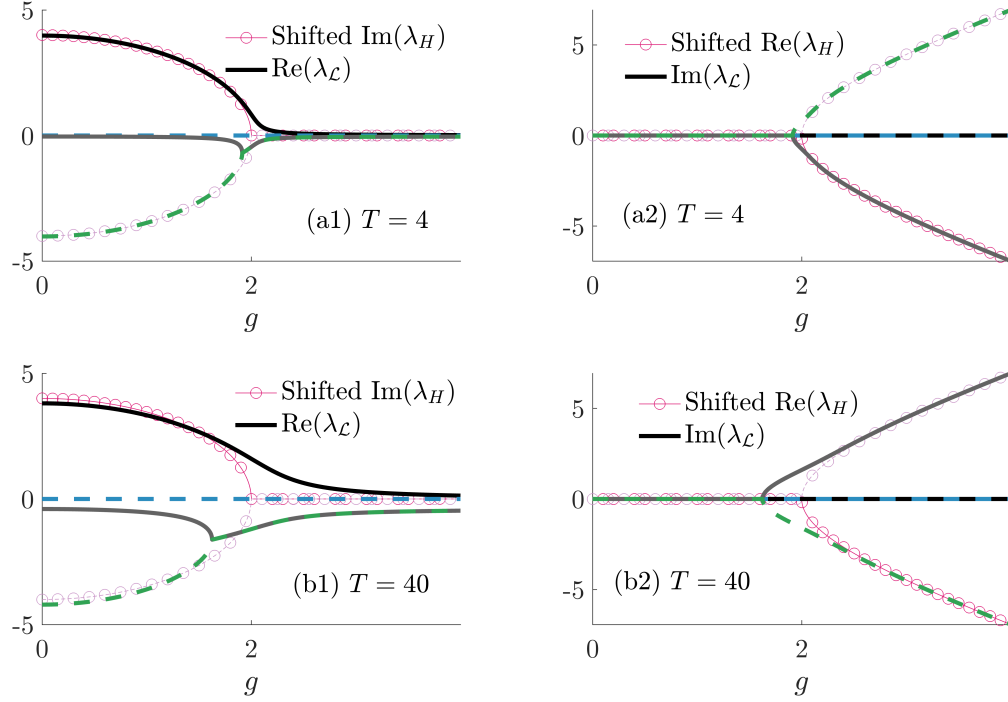 5
Shifted Im(λ_H)
Re(λ_ℒ)
0
(a1) T = 4
-5
0
2
g
5
Shifted Re(λ_H)
Im(λ_ℒ)
0
(a2) T = 4
-5
0
2
g
5
Shifted Im(λ_H)
Re(λ_ℒ)
0
(b1) T = 40
-5
0
2
g
5
Shifted Re(λ_H)
Im(λ_ℒ)
0
(b2) T = 40
-5
0
2
g